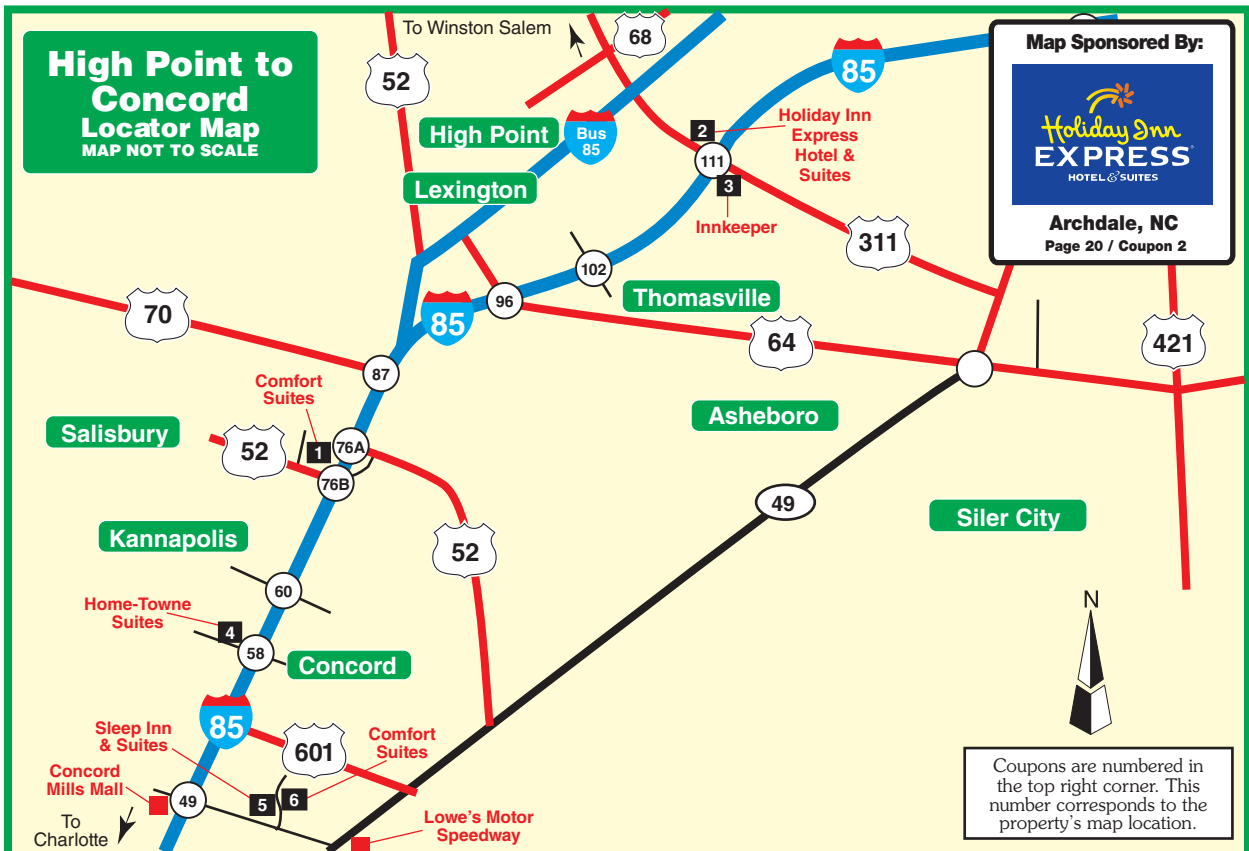 High Point to
Concord
Locator Map
MAP NOT TO SCALE
To Winston Salem
52
68
85
Map Sponsored By:
Holiday Inn
EXPRESS
HOTEL & SUITES
Archdale, NC
Page 20 / Coupon 2
High Point
Bus
85
2
Holiday Inn
Express
Hotel &
Suites
111
3
Innkeeper
Lexington
311
102
Thomasville
96
85
70
64
421
87
Comfort
Suites
Asheboro
Salisbury
52
1
76A
76B
49
Siler City
Kannapolis
52
60
Home-Towne
Suites
4
58
Concord
N
85
Sleep Inn
& Suites
601
Comfort
Suites
Concord
Mills Mall
49
5
6
To
Charlotte
Lowe's Motor
Speedway
Coupons are numbered in
the top right corner. This
number corresponds to the
property's map location.